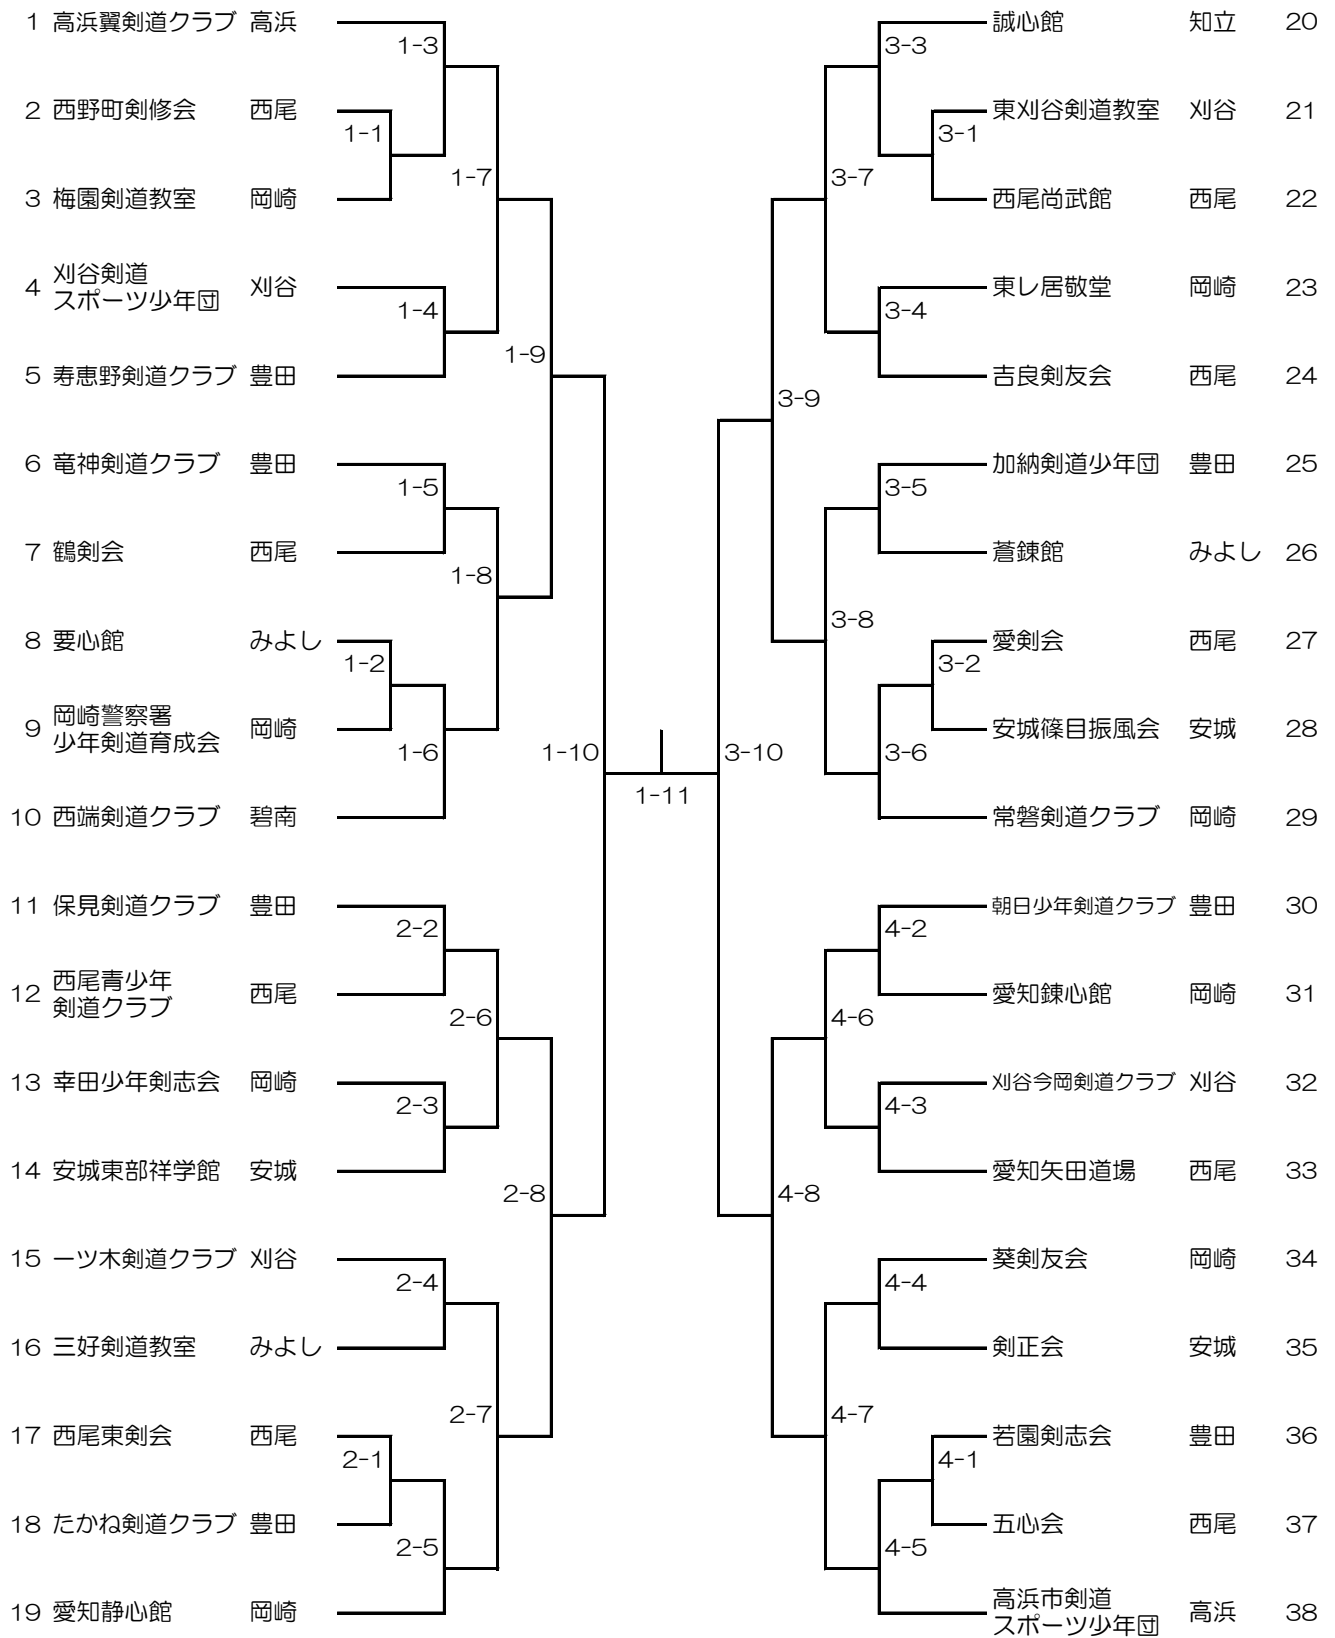 1 高浜翼剣道クラブ 高浜
1-3
2 西野町剣修会 西尾
1-1
3 梅園剣道教室 岡崎
1-7
4 刈谷剣道
スポーツ少年団 刈谷
1-4
5 寿恵野剣道クラブ 豊田
1-9
6 竜神剣道クラブ 豊田
1-5
7 鶴剣会 西尾
1-8
8 要心館 みよし
1-2
9 岡崎警察署
少年剣道育成会 岡崎
1-6
10 西端剣道クラブ 碧南
1-10
11 保見剣道クラブ 豊田
2-2
12 西尾青少年
剣道クラブ 西尾
2-6
13 幸田少年剣志会 岡崎
2-3
14 安城東部祥学館 安城
2-8
15 一ツ木剣道クラブ 刈谷
2-4
16 三好剣道教室 みよし
2-7
17 西尾東剣会 西尾
2-1
18 たかね剣道クラブ 豊田
2-5
19 愛知静心館 岡崎
1-11
誠心館 知立 20
3-3
東刈谷剣道教室 刈谷 21
3-1
西尾尚武館 西尾 22
3-7
東レ居敬堂 岡崎 23
3-4
吉良剣友会 西尾 24
3-9
加納剣道少年団 豊田 25
3-5
蒼錬館 みよし 26
3-8
愛剣会 西尾 27
3-2
安城篠目振風会 安城 28
3-6
常磐剣道クラブ 岡崎 29
3-10
朝日少年剣道クラブ 豊田 30
4-2
愛知錬心館 岡崎 31
4-6
刈谷今岡剣道クラブ 刈谷 32
4-3
愛知矢田道場 西尾 33
4-8
葵剣友会 岡崎 34
4-4
剣正会 安城 35
4-7
若園剣志会 豊田 36
4-1
五心会 西尾 37
4-5
高浜市剣道
スポーツ少年団 高浜 38